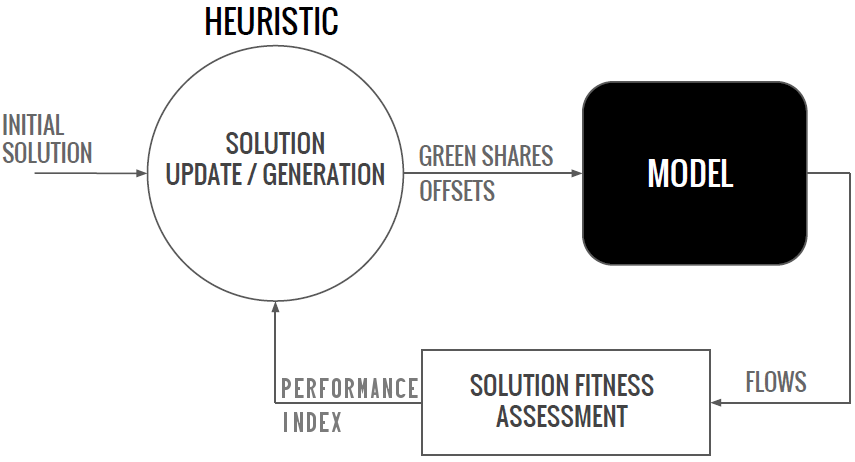 HEURISTIC
INITIAL
SOLUTION
SOLUTION
UPDATE / GENERATION
GREEN SHARES
OFFSETS
MODEL
FLOWS
SOLUTION FITNESS
ASSESSMENT
PERFORMANCE
INDEX